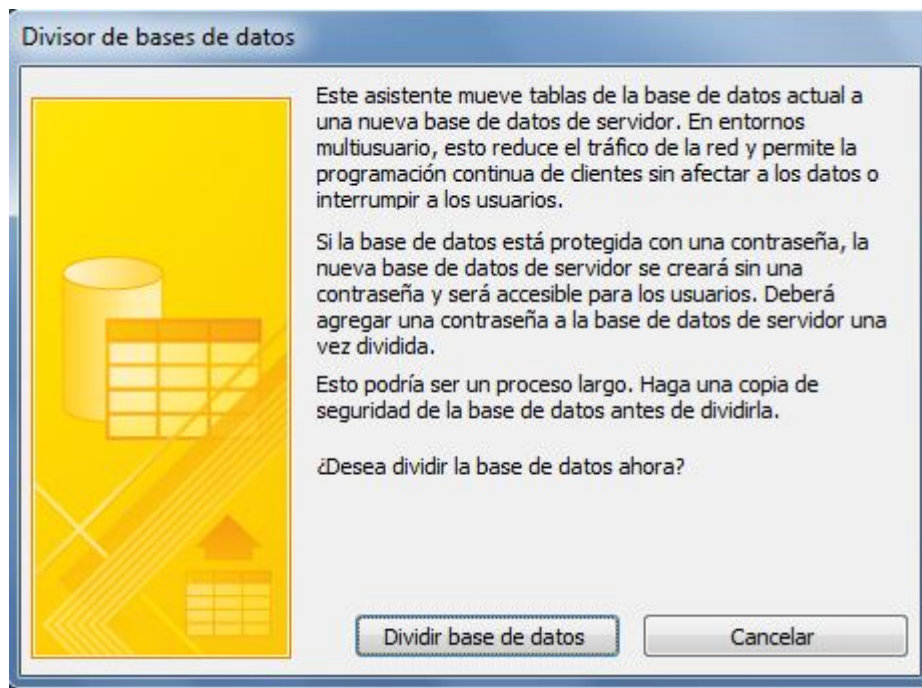 Divisor de bases de datos
Este asistente mueve tablas de la base de datos actual a
una nueva base de datos de servidor. En entornos
multiusuario, esto reduce el tráfico de la red y permite la
programación continua de clientes sin afectar a los datos o
interrumpir a los usuarios.
Si la base de datos está protegida con una contraseña, la
nueva base de datos de servidor se creará sin una
contraseña y será accesible para los usuarios. Deberá
agregar una contraseña a la base de datos de servidor una
vez dividida.
Esto podría ser un proceso largo. Haga una copia de
seguridad de la base de datos antes de dividirla.
¿Desea dividir la base de datos ahora?
Dividir base de datos
Cancelar